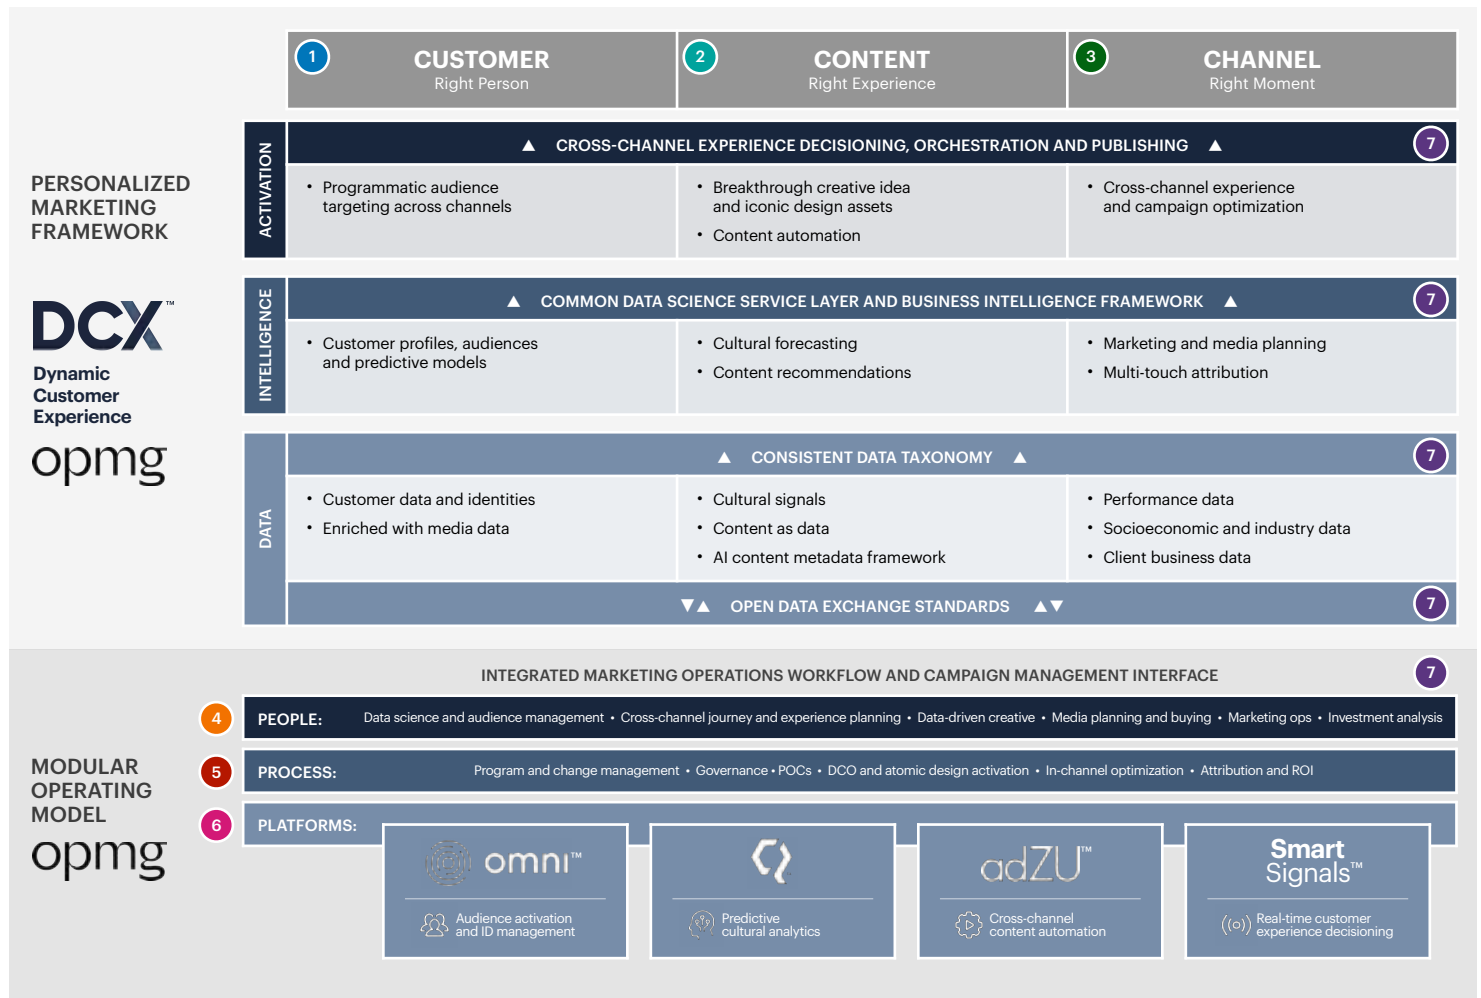 1
CUSTOMER
Right Person
2
CONTENT
Right Experience
3
CHANNEL
Right Moment
PERSONALIZED
MARKETING
FRAMEWORK
DCX™
Dynamic
Customer
Experience
opmg
ACTIVATION
▲ CROSS-CHANNEL EXPERIENCE DECISIONING, ORCHESTRATION AND PUBLISHING ▲
7
• Programmatic audience
targeting across channels
• Breakthrough creative idea
and iconic design assets
• Content automation
• Cross-channel experience
and campaign optimization
INTELLIGENCE
▲ COMMON DATA SCIENCE SERVICE LAYER AND BUSINESS INTELLIGENCE FRAMEWORK ▲
7
• Customer profiles, audiences
and predictive models
• Cultural forecasting
• Content recommendations
• Marketing and media planning
• Multi-touch attribution
DATA
▲ CONSISTENT DATA TAXONOMY ▲
7
• Customer data and identities
• Enriched with media data
• Cultural signals
• Content as data
• AI content metadata framework
• Performance data
• Socioeconomic and industry data
• Client business data
▼▲ OPEN DATA EXCHANGE STANDARDS ▲▼
7
INTEGRATED MARKETING OPERATIONS WORKFLOW AND CAMPAIGN MANAGEMENT INTERFACE
7
MODULAR
OPERATING
MODEL
opmg
4
PEOPLE: Data science and audience management • Cross-channel journey and experience planning • Data-driven creative • Media planning and buying • Marketing ops • Investment analysis
5
PROCESS: Program and change management • Governance • POCs • DCO and atomic design activation • In-channel optimization • Attribution and ROI
6
PLATFORMS:
omni™
Audience activation
and ID management
Predictive
cultural analytics
adZU™
Cross-channel
content automation
Smart
Signals™
Real-time customer
experience decisioning